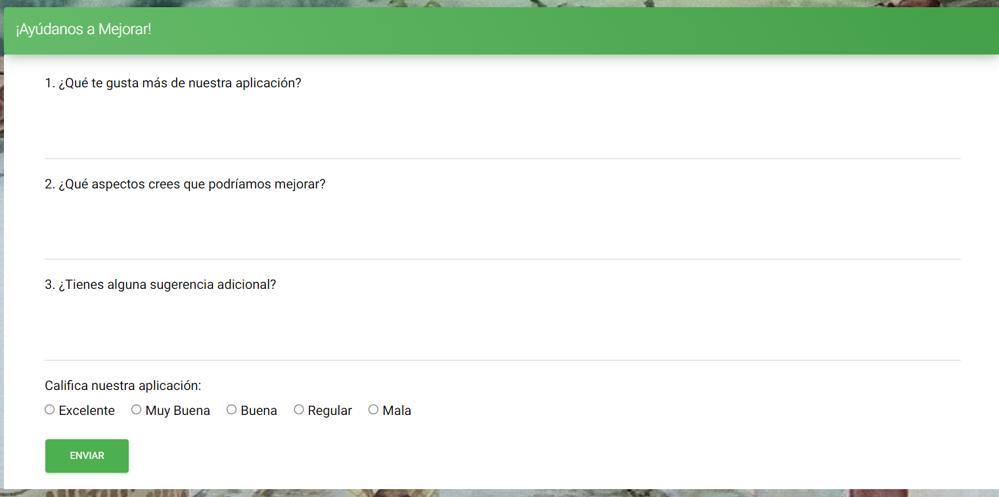 ¡Ayúdanos a Mejorar!
1. ¿Qué te gusta más de nuestra aplicación?
2. ¿Qué aspectos crees que podríamos mejorar?
3. ¿Tienes alguna sugerencia adicional?
Califica nuestra aplicación:
Excelente Muy Buena Buena Regular Mala
ENVIAR